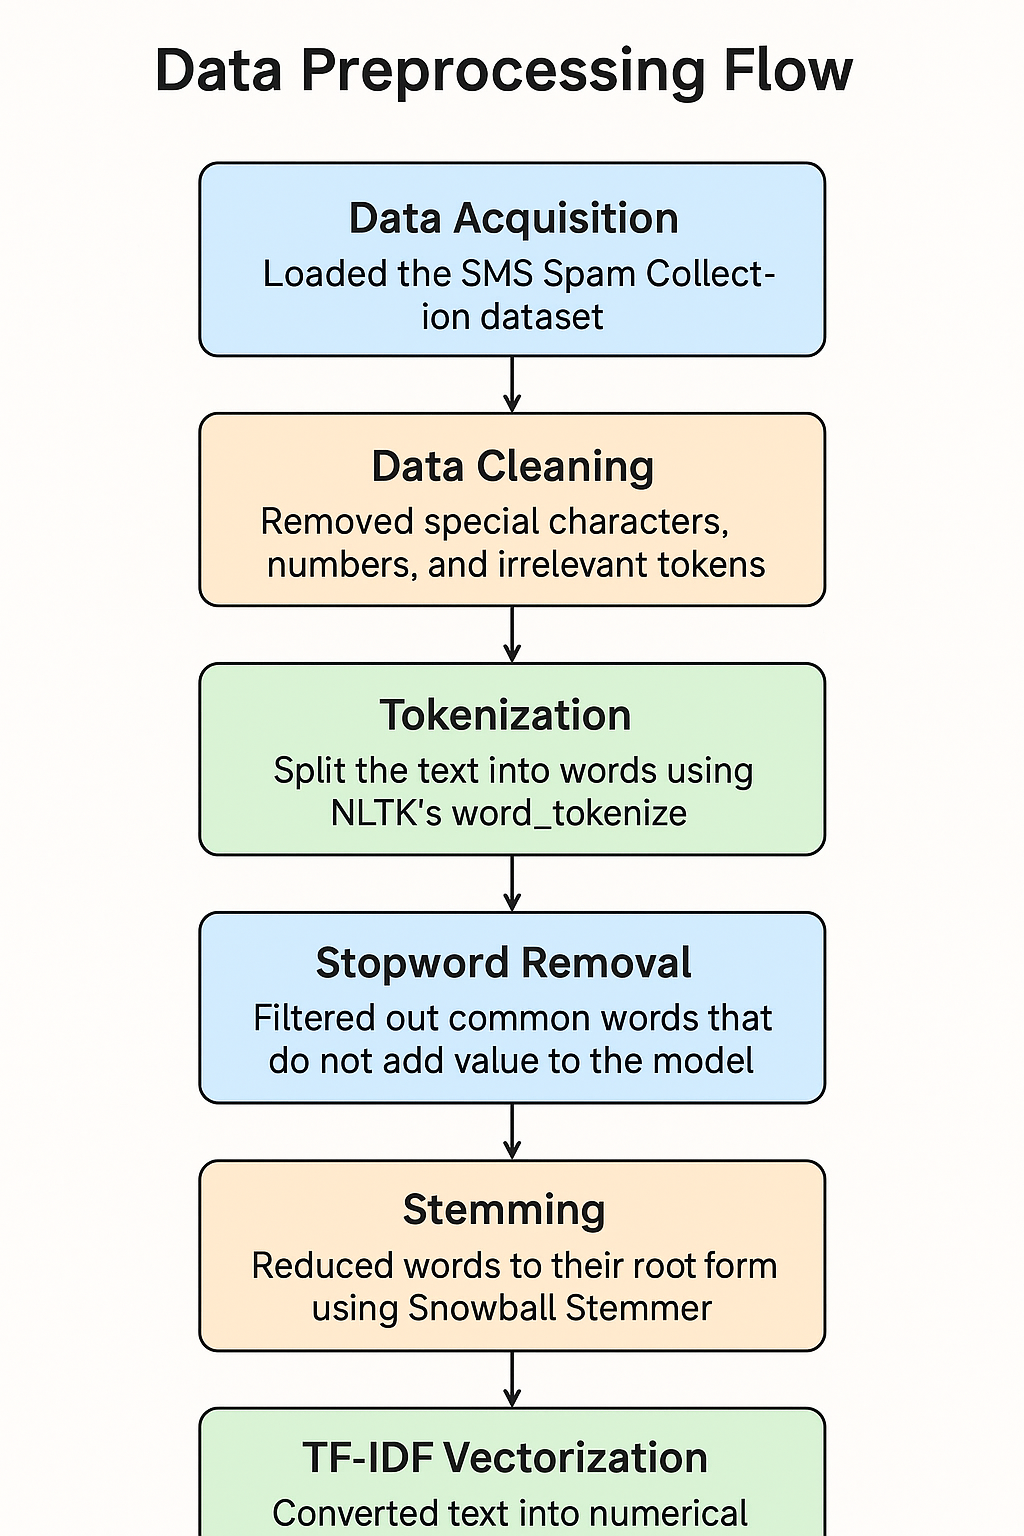 Data Preprocessing Flow
Data Acquisition
Loaded the SMS Spam Collect-
ion dataset
Data Cleaning
Removed special characters,
numbers, and irrelevant tokens
Tokenization
Split the text into words using
NLTK's word_tokenize
Stopword Removal
Filtered out common words that
do not add value to the model
Stemming
Reduced words to their root form
using Snowball Stemmer
TF-IDF Vectorization
Converted text into numerical